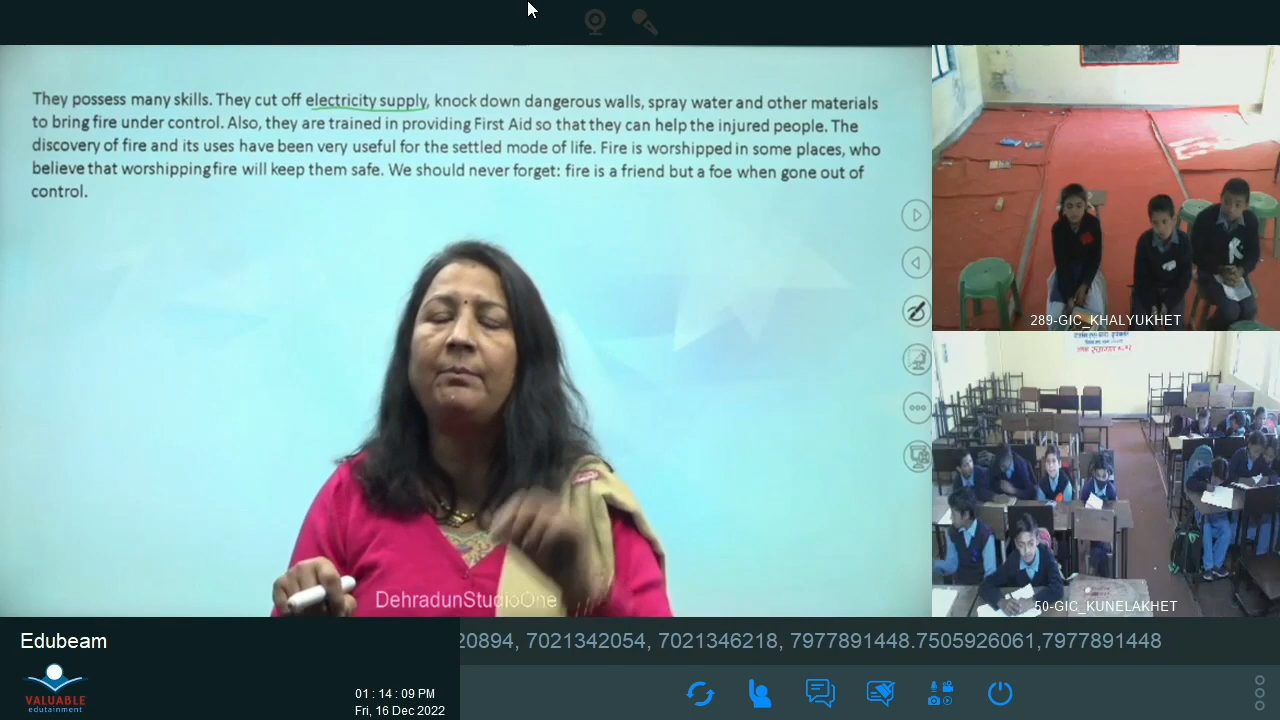 They possess many skills. They cut off electricity supply, knock down dangerous walls, spray water and other materials
to bring fire under control. Also, they are trained in providing First Aid so that they can help the injured people. The
discovery of fire and its uses have been very useful for the settled mode of life. Fire is worshipped in some places, who
believe that worshipping fire will keep them safe. We should never forget: fire is a friend but a foe when gone out of
control.
289-GIC_KHALYUKHET
50-GIC_KUNELAKHET
DehradunStudioOne
Edubeam
20894, 7021342054, 7021346218, 7977891448.7505926061,7977891448
VALUABLE
edutainment
01 : 14 : 09 PM
Fri, 16 Dec 2022